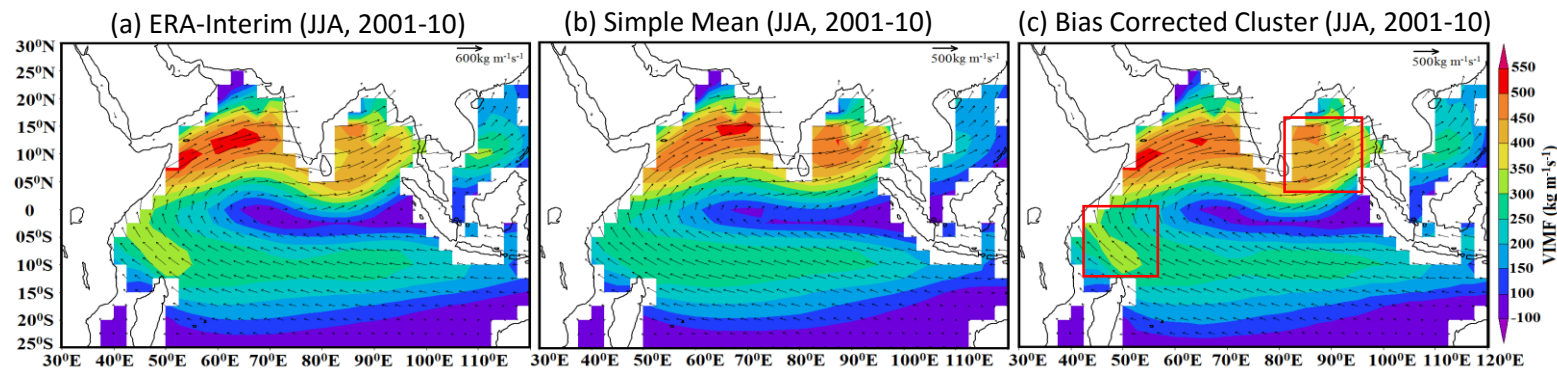 (a) ERA-Interim (JJA, 2001-10)
(b) Simple Mean (JJA, 2001-10)
(c) Bias Corrected Cluster (JJA, 2001-10)
600kg m⁻¹s⁻¹
500kg m⁻¹s⁻¹
500kg m⁻¹s⁻¹
30⁰N
25⁰N
20⁰N
15⁰N
10⁰N
05⁰N
0
05⁰S
10⁰S
15⁰S
20⁰S
25⁰S
30⁰E 40⁰E 50⁰E 60⁰E 70⁰E 80⁰E 90⁰E 100⁰E 110⁰E
30⁰E 40⁰E 50⁰E 60⁰E 70⁰E 80⁰E 90⁰E 100⁰E 110⁰E
30⁰E 40⁰E 50⁰E 60⁰E 70⁰E 80⁰E 90⁰E 100⁰E 110⁰E 120⁰E
550
500
450
400
350
300
250
200
150
100
-100
VIMF (kg m⁻¹s⁻¹)